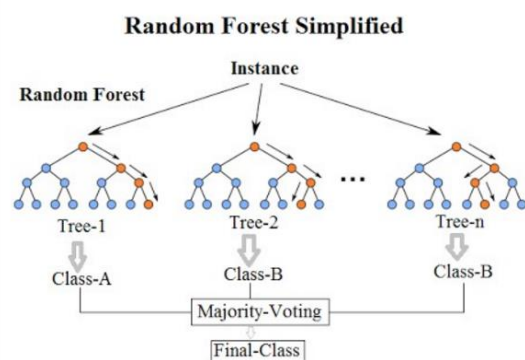 Random Forest Simplified
Instance
Random Forest
...
Tree-1
Tree-2
Tree-n
Class-A
Class-B
Class-B
Majority-Voting
Final-Class